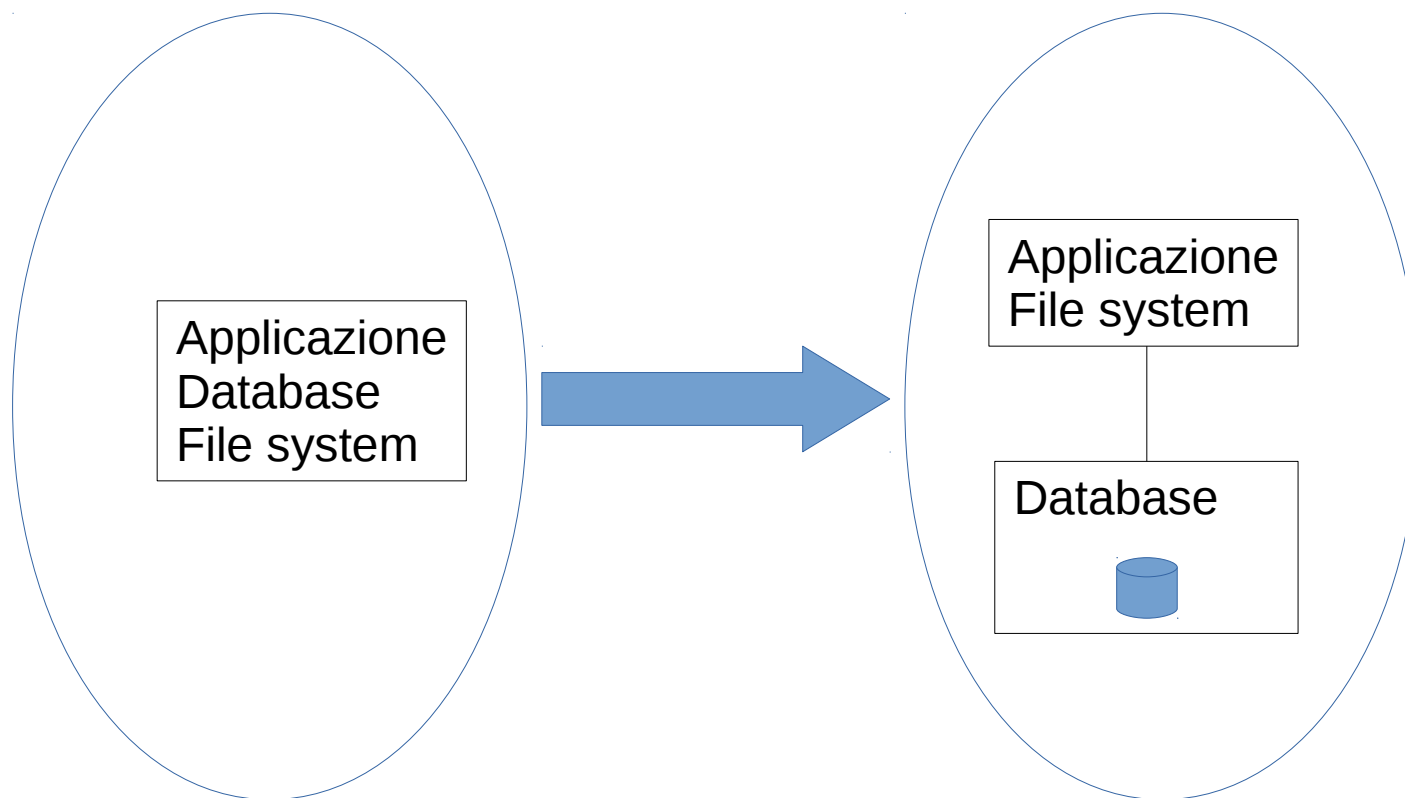 Applicazione
Database
File system
Applicazione
File system
Database